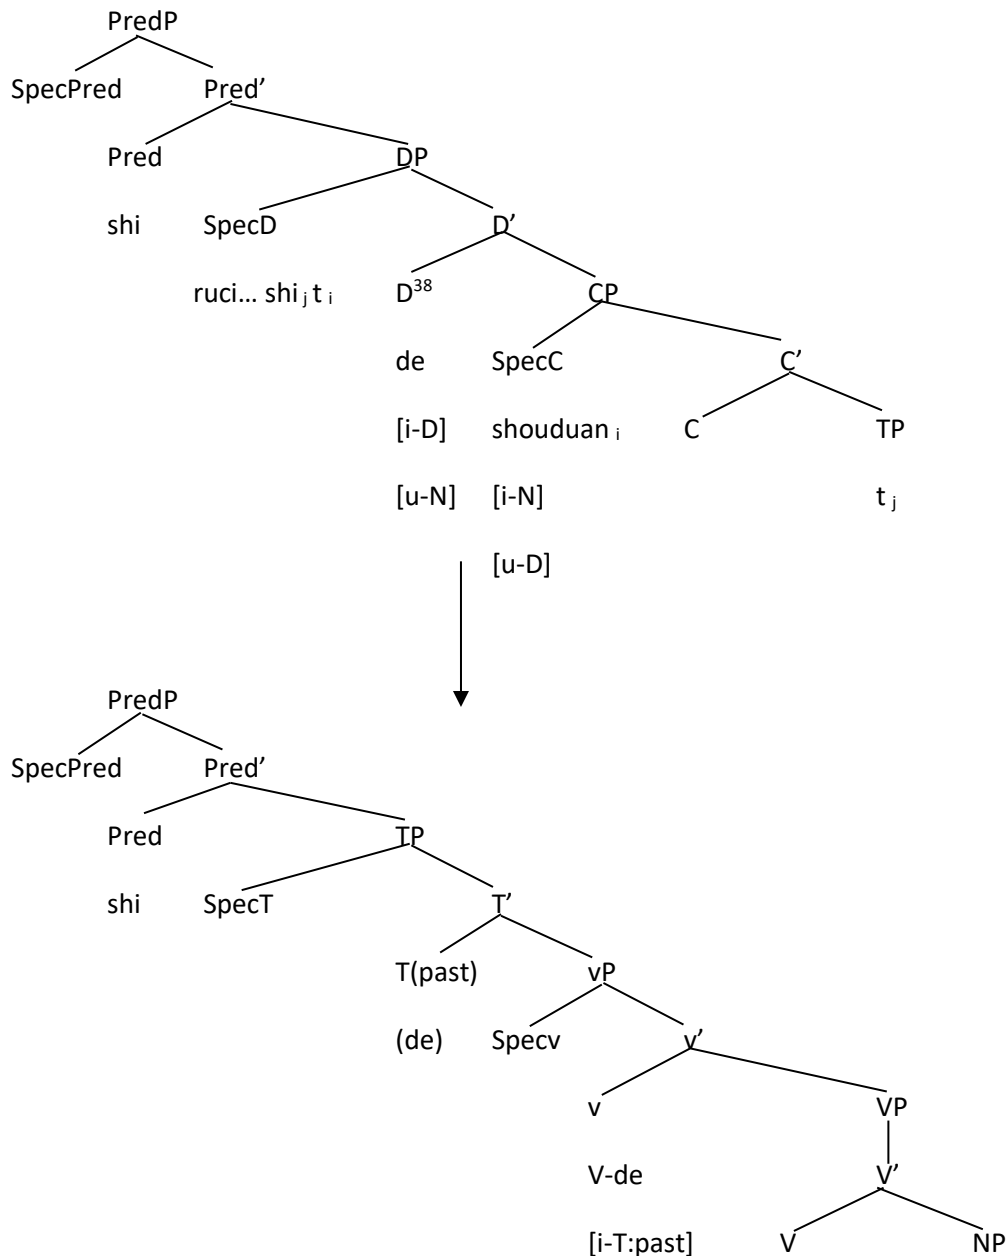 PredP
SpecPred Pred’
Pred DP
shi SpecD D’
ruci... shi j t i D38 CP
de SpecC C’
[i-D] shouduan i C TP
[u-N] [i-N] t j
[u-D]
PredP
SpecPred Pred’
Pred TP
shi SpecT T’
T(past) vP
(de) Specv v’
v VP
V-de V’
[i-T:past] V NP